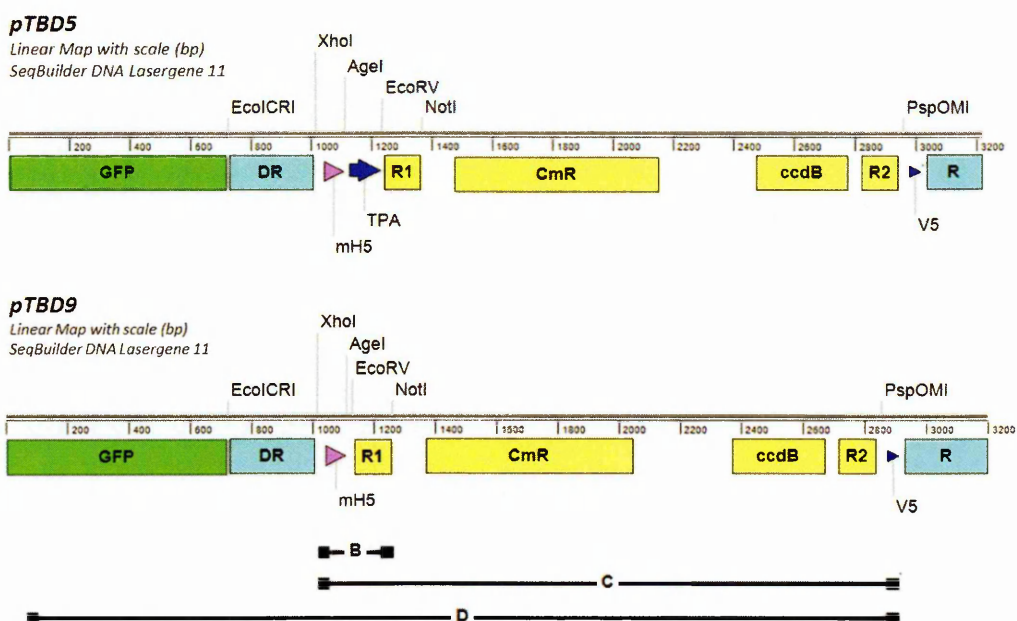 pTBD5
Linear Map with scale (bp)
SeqBuilder DNA Lasergene 11
XhoI
AgeI
EcoRV
EcoICRI
NotI
PspOMI
200 400 600 800 1000 1200 1400 1600 1800 2000 2200 2400 2600 2800 3000 3200
GFP DR R1 CmR ccdB R2 R
TPA
V5
mH5
pTBD9
Linear Map with scale (bp)
SeqBuilder DNA Lasergene 11
XhoI
AgeI
EcoRV
EcoICRI
NotI
PspOMI
200 400 600 800 1000 1200 1400 1600 1800 2000 2200 2400 2600 2800 3000 3200
GFP DR R1 CmR ccdB R2 R
mH5
V5
B
C
D